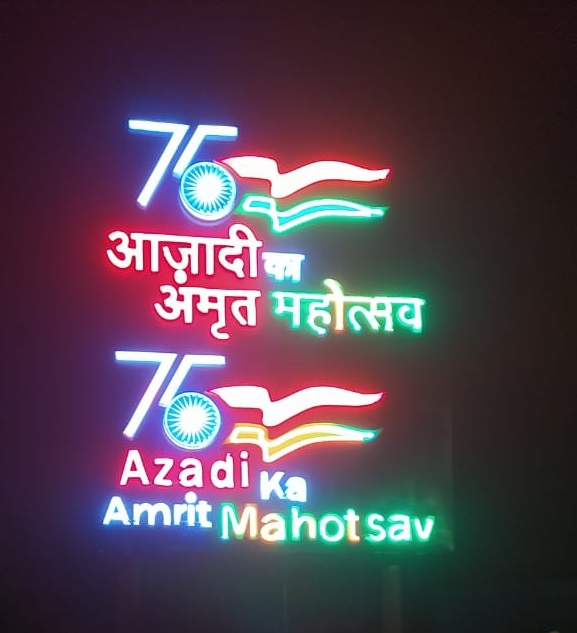 75
आज़ादी का
अमृत महोत्सव
75
Azadi Ka
Amrit Mahotsav